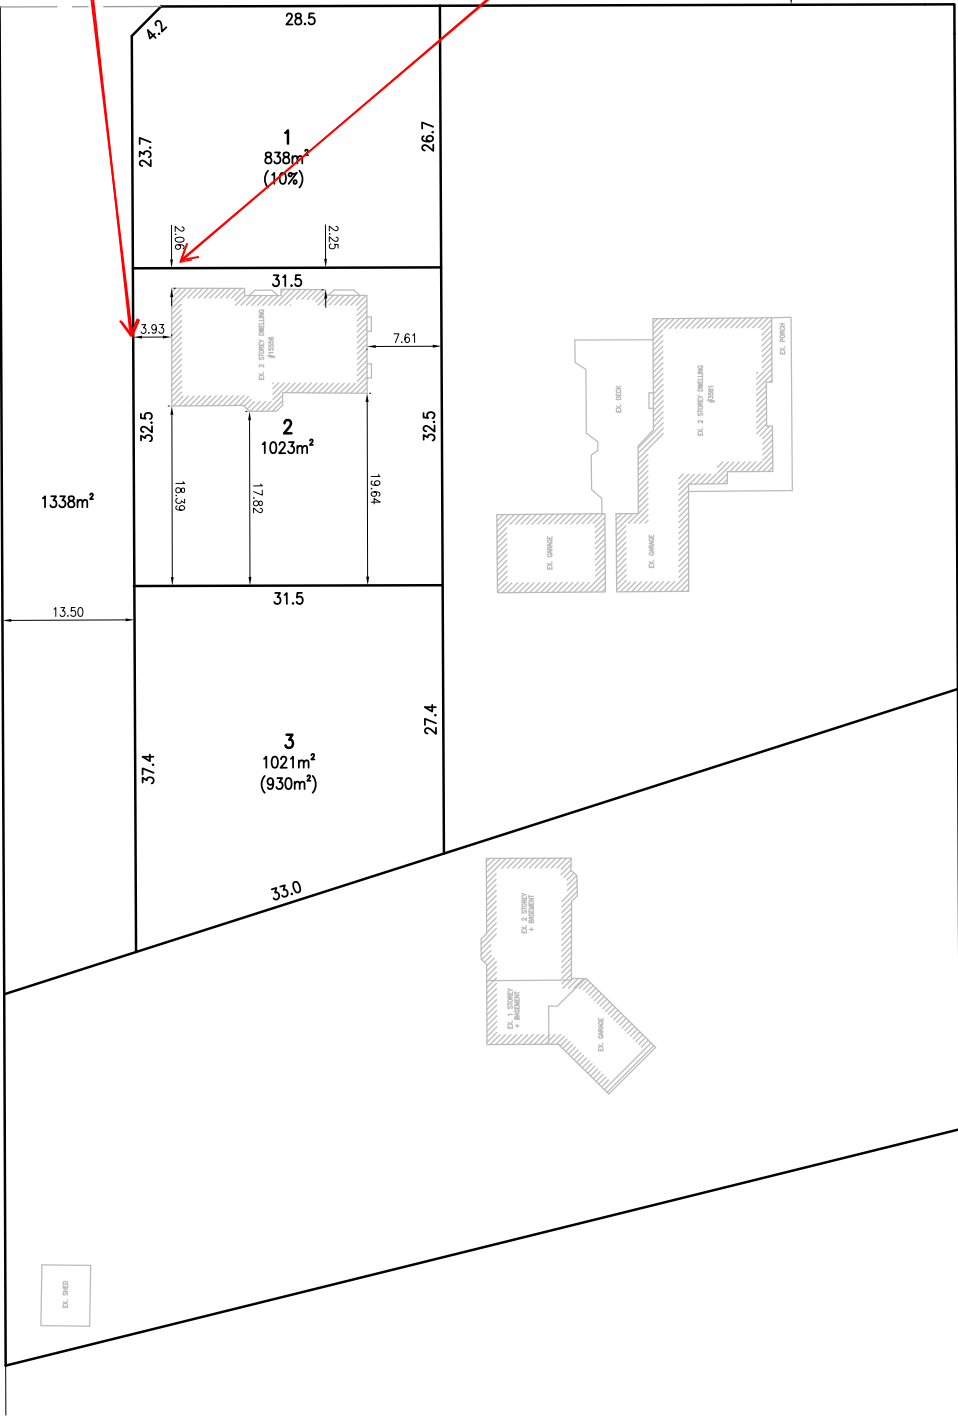 4.2
28.5
23.7
1
838m²
(10%)
26.7
2.06
2.25
31.5
3.93
EX. 2 STOREY DWELLING
#15558
7.61
32.5
2
1023m²
32.5
18.39
17.82
19.64
1338m²
13.50
31.5
EX. PORCH
EX. DECK
EX. 2 STOREY DWELLING
#3561
EX. GARAGE
EX. GARAGE
27.4
3
1021m²
(930m²)
37.4
33.0
EX. 2 STOREY
+ BASEMENT
EX. 1 STOREY
+ BASEMENT
EX. GARAGE
EX. SHED